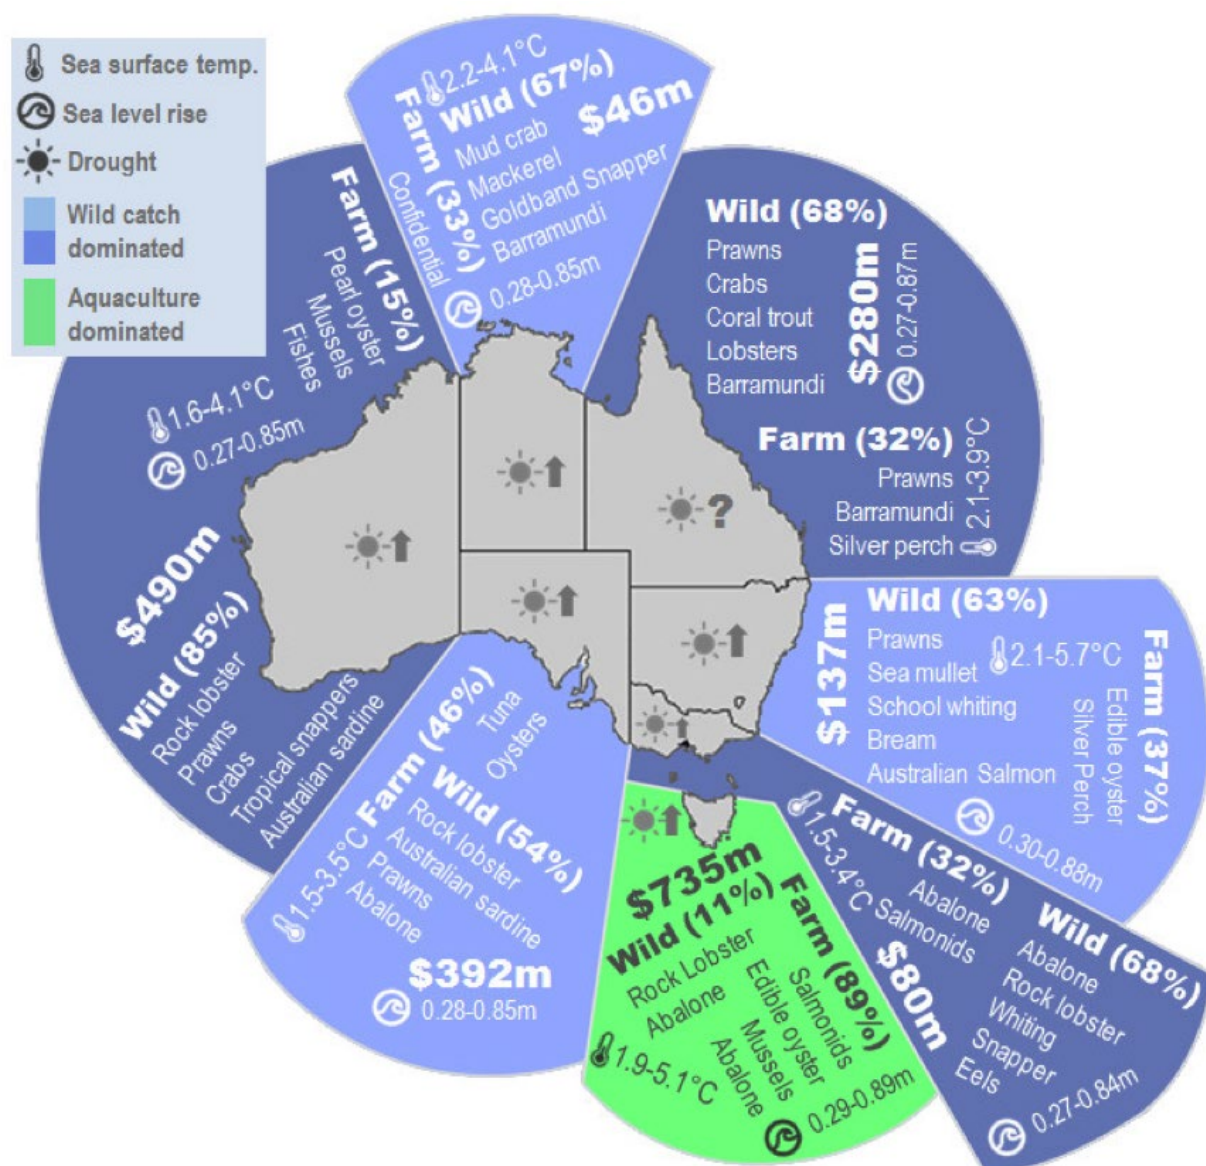 Sea surface temp.
Sea level rise
Drought
Wild catch
dominated
Aquaculture
dominated
2.2-4.1°C
Wild (67%)
$46m
Mud crab
Mackerel
Goldband Snapper
Barramundi
Farm (33%)
Confidential
0.28-0.85m
Wild (68%)
Prawns
Crabs
Coral trout
Lobsters
Barramundi
$280m
0.27-0.87m
Farm (32%)
Prawns
Barramundi
Silver perch
2.1-3.9°C
?
$137m
Wild (63%)
Prawns
Sea mullet
School whiting
Bream
Australian Salmon
2.1-5.7°C
Farm (37%)
Edible oyster
Silver Perch
0.30-0.88m
1.5-3.4°C
Farm (32%)
Abalone
Salmonids
$80m
Wild (68%)
Abalone
Rock lobster
Whiting
Snapper
Eels
0.27-0.84m
$735m
Wild (11%)
Rock Lobster
Abalone
Farm (89%)
Salmonids
Edible oyster
Mussels
Abalone
1.9-5.1°C
0.29-0.89m
Farm (46%)
Tuna
Oysters
Wild (54%)
Rock lobster
Australian sardine
Prawns
Abalone
1.5-3.5°C
$392m
0.28-0.85m
Farm (15%)
Pearl oyster
Mussels
Fishes
1.6-4.1°C
0.27-0.85m
$490m
Wild (85%)
Rock lobster
Prawns
Crabs
Tropical snappers
Australian sardine